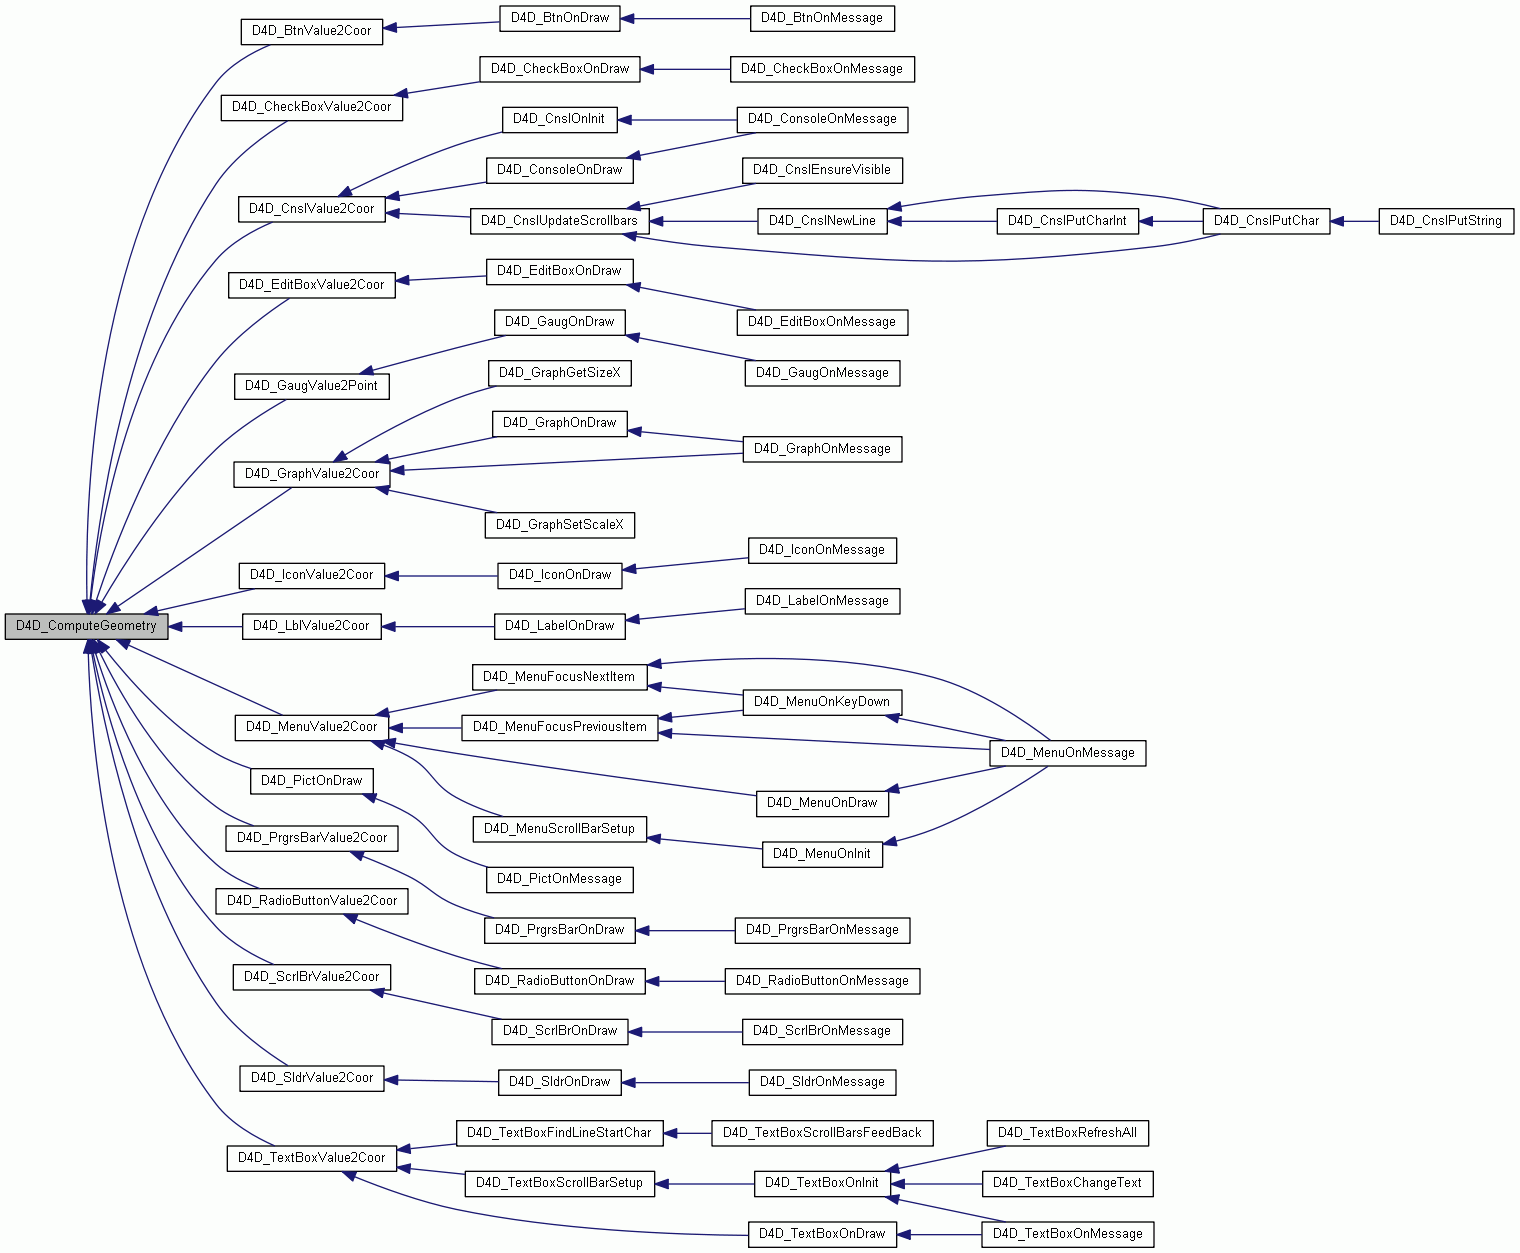 D4D_BtnValue2Coor
D4D_BtnOnDraw
D4D_BtnOnMessage
D4D_CheckBoxOnDraw
D4D_CheckBoxOnMessage
D4D_CheckBoxValue2Coor
D4D_CnslOnInit
D4D_ConsoleOnMessage
D4D_ConsoleOnDraw
D4D_CnslEnsureVisible
D4D_CnslValue2Coor
D4D_CnslUpdateScrollbars
D4D_CnslNewLine
D4D_CnslPutCharInt
D4D_CnslPutChar
D4D_CnslPutString
D4D_EditBoxOnDraw
D4D_EditBoxValue2Coor
D4D_EditBoxOnMessage
D4D_GaugOnDraw
D4D_GaugValue2Point
D4D_GaugOnMessage
D4D_GraphGetSizeX
D4D_GraphOnDraw
D4D_GraphOnMessage
D4D_GraphValue2Coor
D4D_GraphSetScaleX
D4D_IconOnMessage
D4D_IconValue2Coor
D4D_IconOnDraw
D4D_LabelOnMessage
D4D_ComputeGeometry
D4D_LblValue2Coor
D4D_LabelOnDraw
D4D_MenuFocusNextItem
D4D_MenuOnKeyDown
D4D_MenuValue2Coor
D4D_MenuFocusPreviousItem
D4D_MenuOnMessage
D4D_PictOnDraw
D4D_MenuOnDraw
D4D_MenuScrollBarSetup
D4D_PrgrsBarValue2Coor
D4D_MenuOnInit
D4D_PictOnMessage
D4D_RadioButtonValue2Coor
D4D_PrgrsBarOnDraw
D4D_PrgrsBarOnMessage
D4D_ScrlBrValue2Coor
D4D_RadioButtonOnDraw
D4D_RadioButtonOnMessage
D4D_ScrlBrOnDraw
D4D_ScrlBrOnMessage
D4D_SldrValue2Coor
D4D_SldrOnDraw
D4D_SldrOnMessage
D4D_TextBoxFindLineStartChar
D4D_TextBoxScrollBarsFeedBack
D4D_TextBoxRefreshAll
D4D_TextBoxValue2Coor
D4D_TextBoxScrollBarSetup
D4D_TextBoxOnInit
D4D_TextBoxChangeText
D4D_TextBoxOnDraw
D4D_TextBoxOnMessage